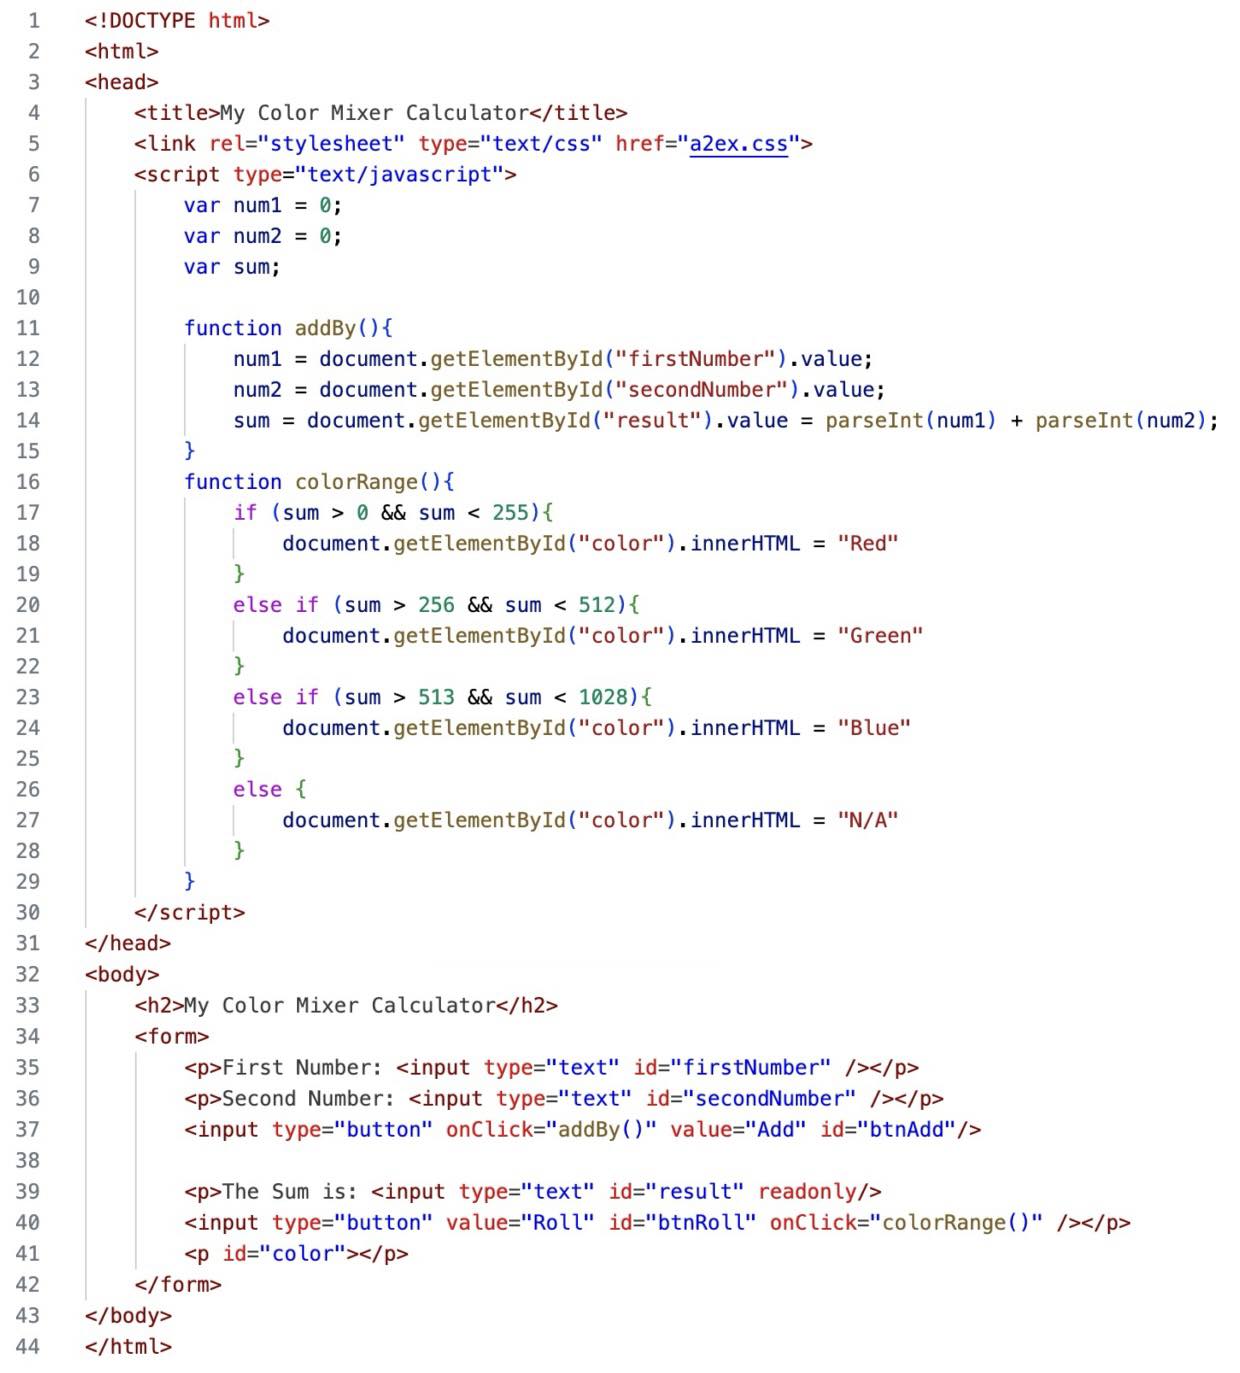 1 <!DOCTYPE html>
2 <html>
3 <head>
4     <title>My Color Mixer Calculator</title>
5     <link rel="stylesheet" type="text/css" href="a2ex.css">
6     <script type="text/javascript">
7         var num1 = 0;
8         var num2 = 0;
9         var sum;
10
11         function addBy(){
12             num1 = document.getElementById("firstNumber").value;
13             num2 = document.getElementById("secondNumber").value;
14             sum = document.getElementById("result").value = parseInt(num1) + parseInt(num2);
15         }
16         function colorRange(){
17             if (sum > 0 && sum < 255){
18                 document.getElementById("color").innerHTML = "Red"
19             }
20             else if (sum > 256 && sum < 512){
21                 document.getElementById("color").innerHTML = "Green"
22             }
23             else if (sum > 513 && sum < 1028){
24                 document.getElementById("color").innerHTML = "Blue"
25             }
26             else {
27                 document.getElementById("color").innerHTML = "N/A"
28             }
29         }
30     </script>
31 </head>
32 <body>
33     <h2>My Color Mixer Calculator</h2>
34     <form>
35         <p>First Number: <input type="text" id="firstNumber" /></p>
36         <p>Second Number: <input type="text" id="secondNumber" /></p>
37         <input type="button" onClick="addBy()" value="Add" id="btnAdd"/>
38
39         <p>The Sum is: <input type="text" id="result" readonly/>
40         <input type="button" value="Roll" id="btnRoll" onClick="colorRange()" /></p>
41         <p id="color"></p>
42     </form>
43 </body>
44 </html>